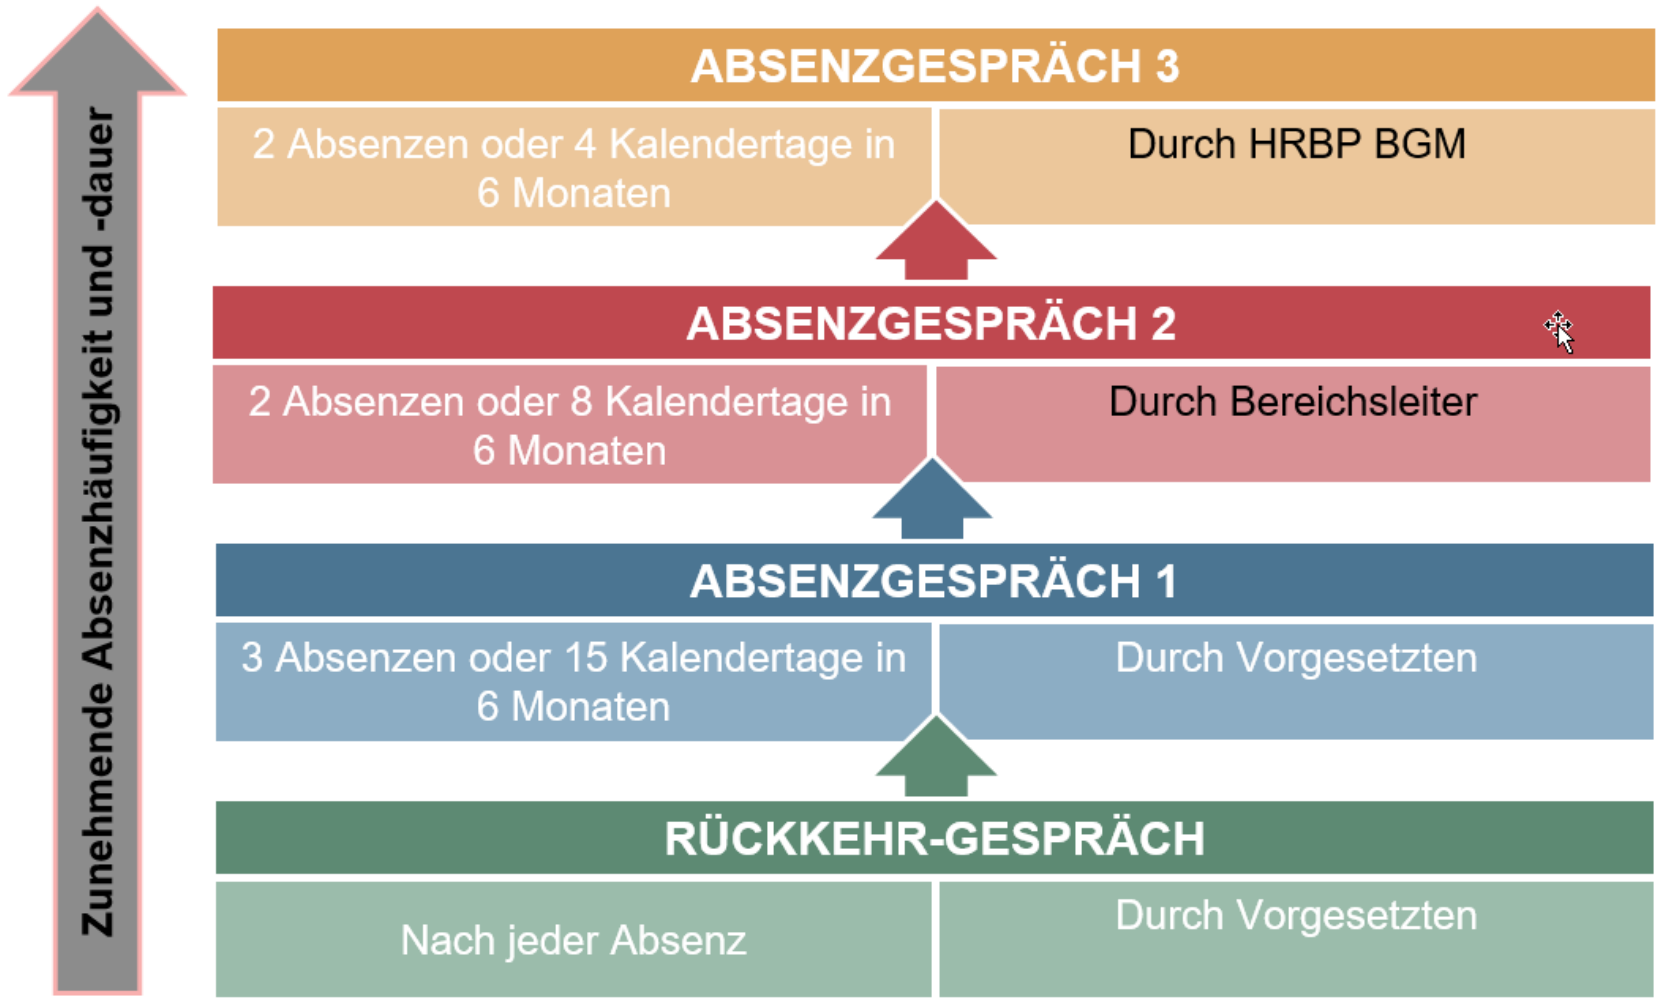 Zunehmende Absenzhäufigkeit und -dauer
ABSENZGESPRÄCH 3
2 Absenzen oder 4 Kalendertage in
6 Monaten
Durch HRBP BGM
ABSENZGESPRÄCH 2
2 Absenzen oder 8 Kalendertage in
6 Monaten
Durch Bereichsleiter
ABSENZGESPRÄCH 1
3 Absenzen oder 15 Kalendertage in
6 Monaten
Durch Vorgesetzten
RÜCKKEHR-GESPRÄCH
Nach jeder Absenz
Durch Vorgesetzten